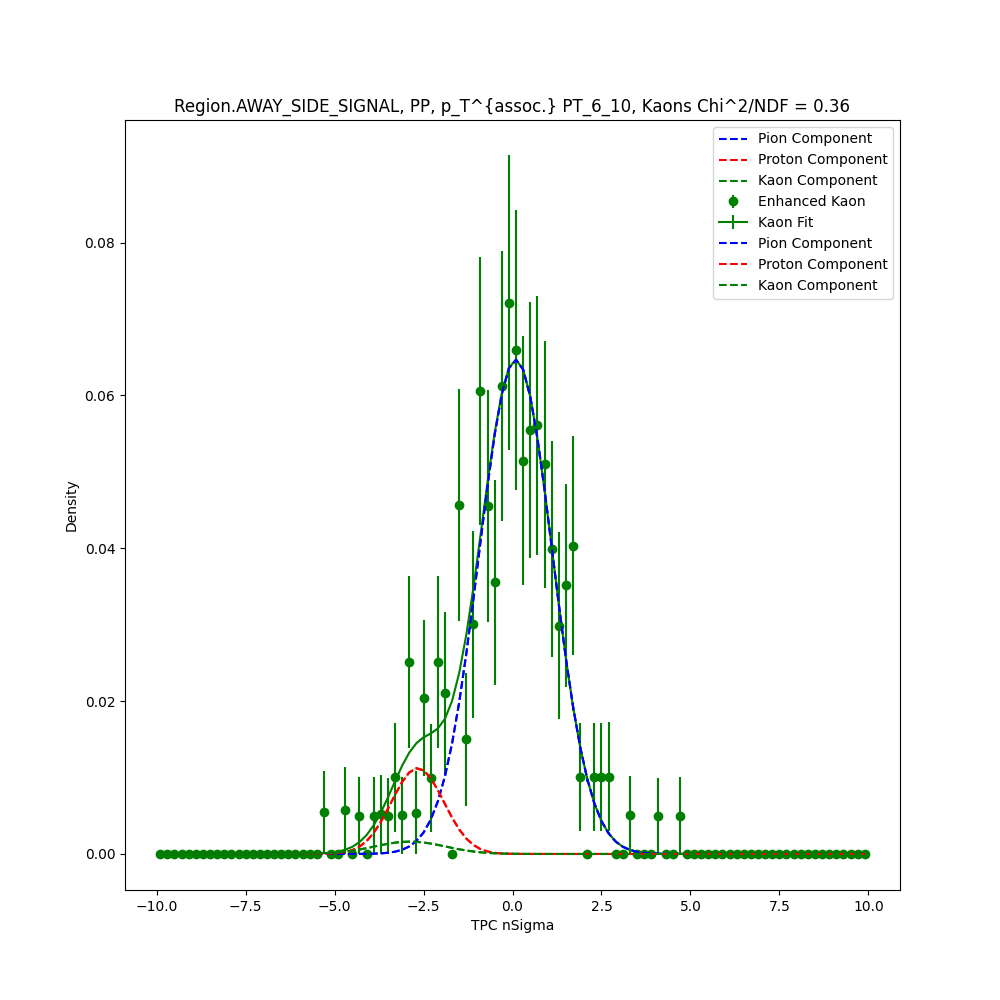 Region.AWAY_SIDE_SIGNAL, PP, p_T^{assoc.} PT_6_10, Kaons Chi^2/NDF = 0.36
Pion Component
Proton Component
Kaon Component
Enhanced Kaon
Kaon Fit
Pion Component
Proton Component
Kaon Component
0.08
0.06
0.04
0.02
0.00
Density
−10.0 −7.5 −5.0 −2.5 0.0 2.5 5.0 7.5 10.0
TPC nSigma